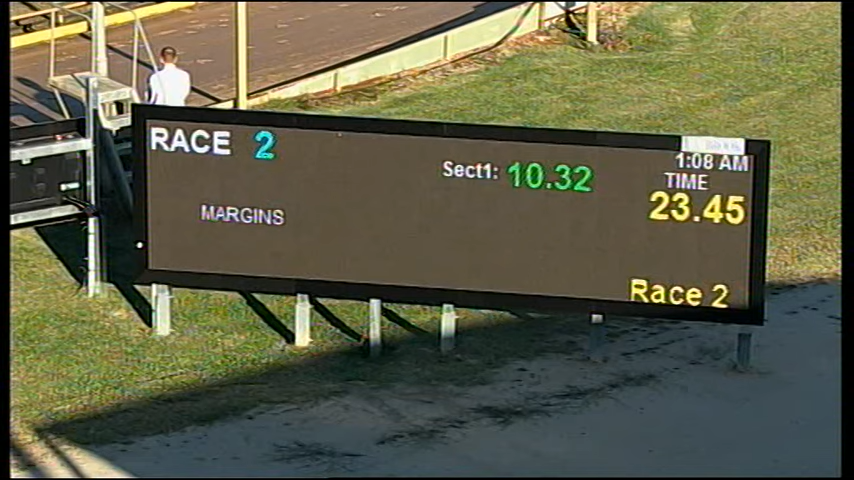 RACE 2
Sect1: 10.32
1:08 AM
TIME
23.45
MARGINS
Race 2